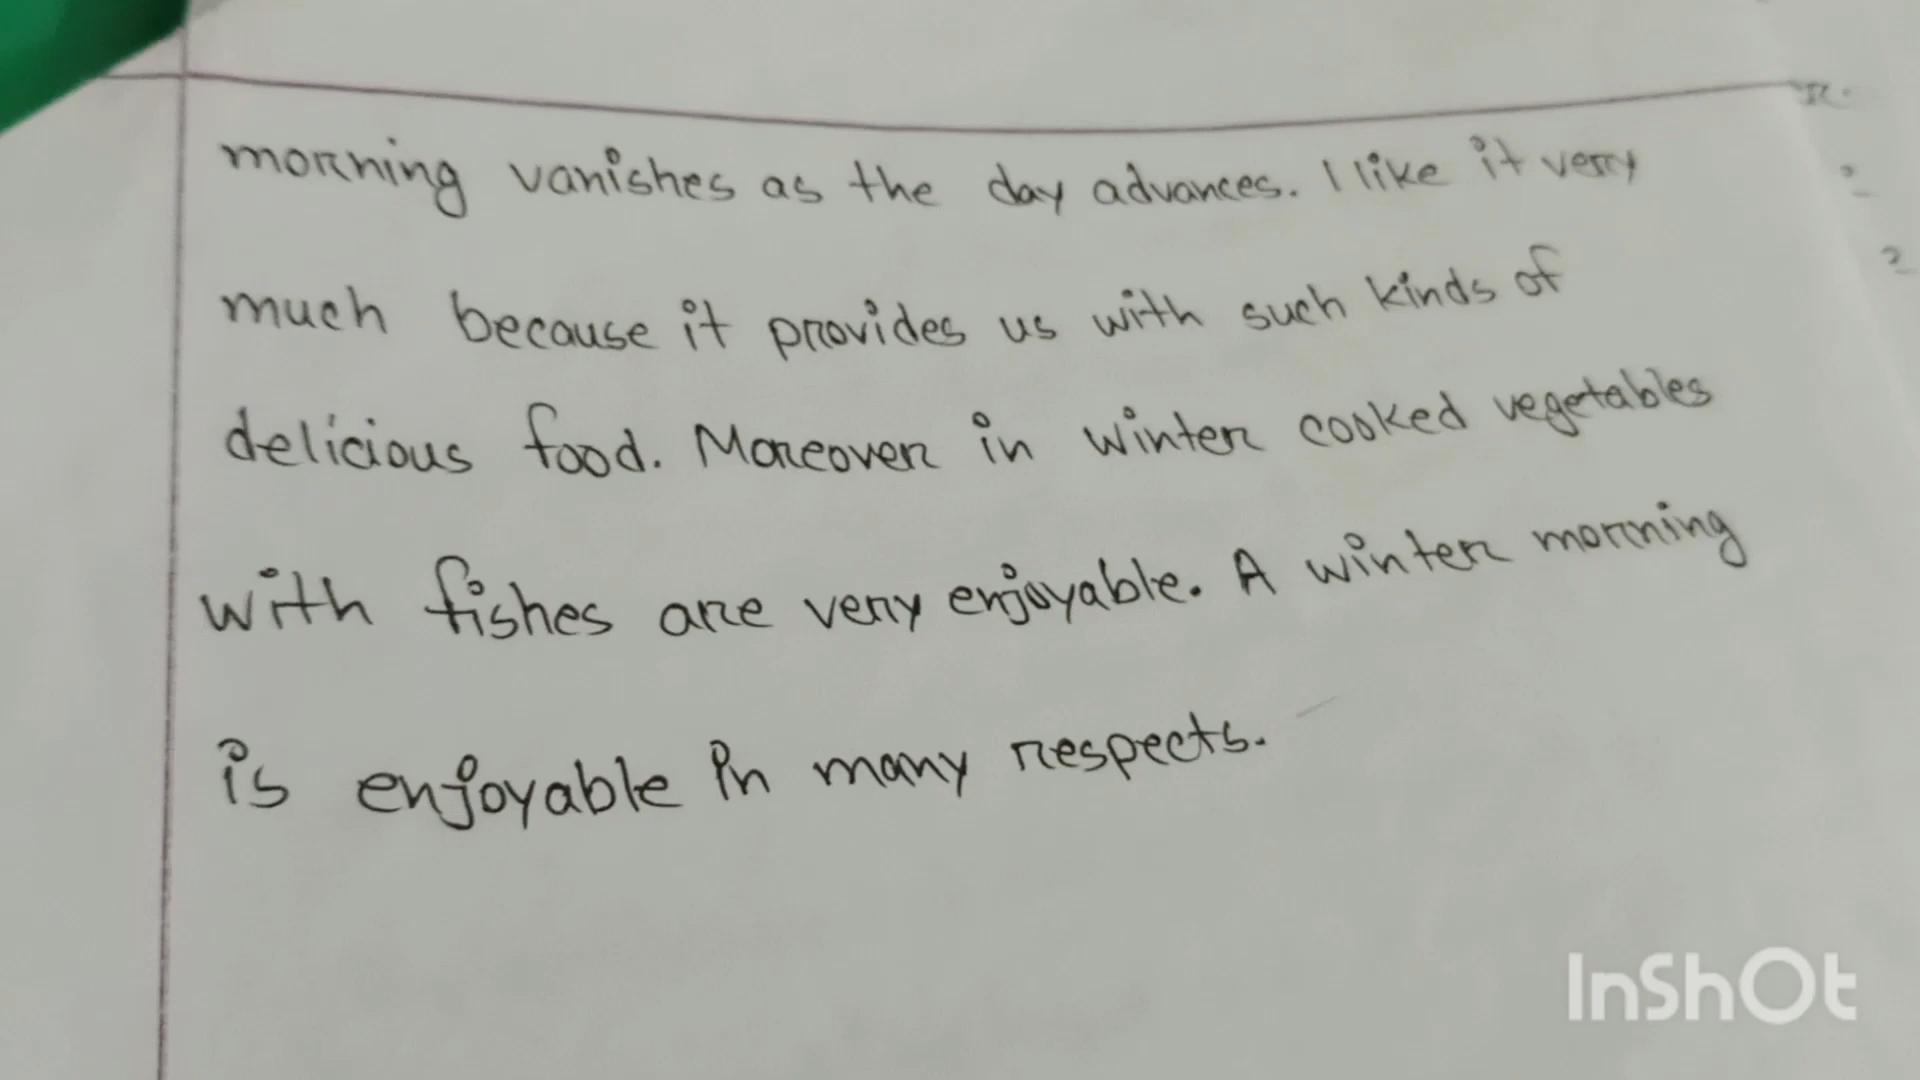 morning vanishes as the day advances. I like it very
much because it provides us with such kinds of
delicious food. Moreover in winter cooked vegetables
with fishes are very enjoyable. A winter morning
is enjoyable in many respects.
InShOt